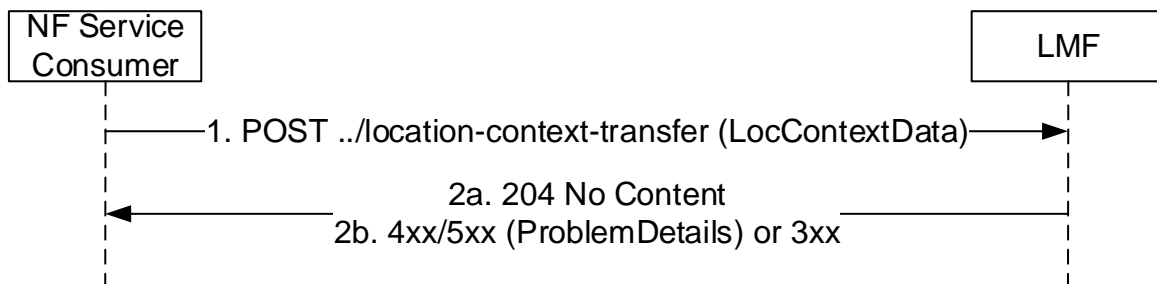 NF Service
Consumer
LMF
1. POST ../location-context-transfer (LocContextData)
2a. 204 No Content
2b. 4xx/5xx (ProblemDetails) or 3xx